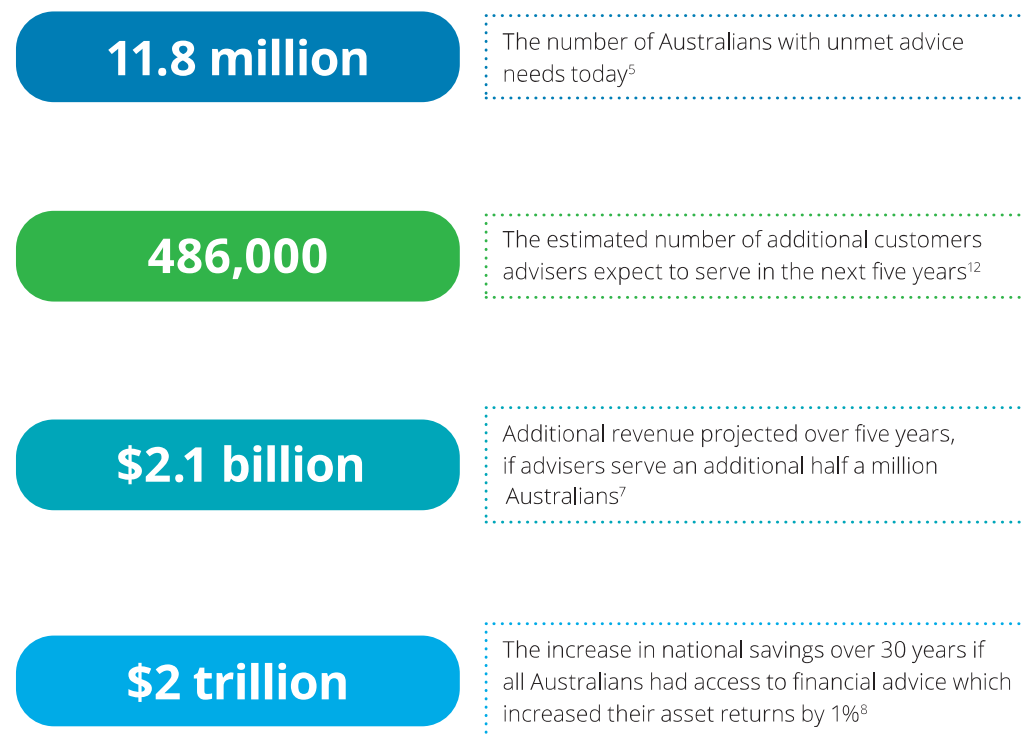 11.8 million
The number of Australians with unmet advice
needs today⁵
486,000
The estimated number of additional customers
advisers expect to serve in the next five years¹²
$2.1 billion
Additional revenue projected over five years,
if advisers serve an additional half a million
Australians⁷
$2 trillion
The increase in national savings over 30 years if
all Australians had access to financial advice which
increased their asset returns by 1%⁸